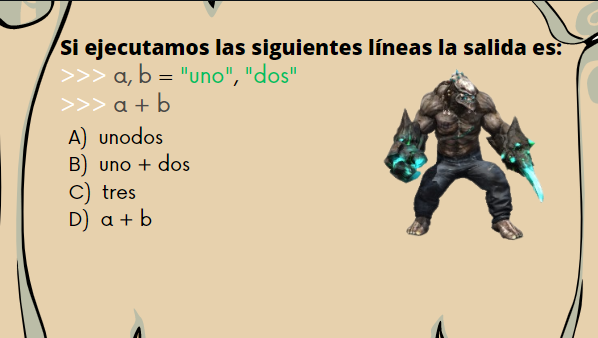 Si ejecutamos las siguientes líneas la salida es:
>>> a, b = "uno", "dos"
>>> a + b
A) unodos
B) uno + dos
C) tres
D) a + b